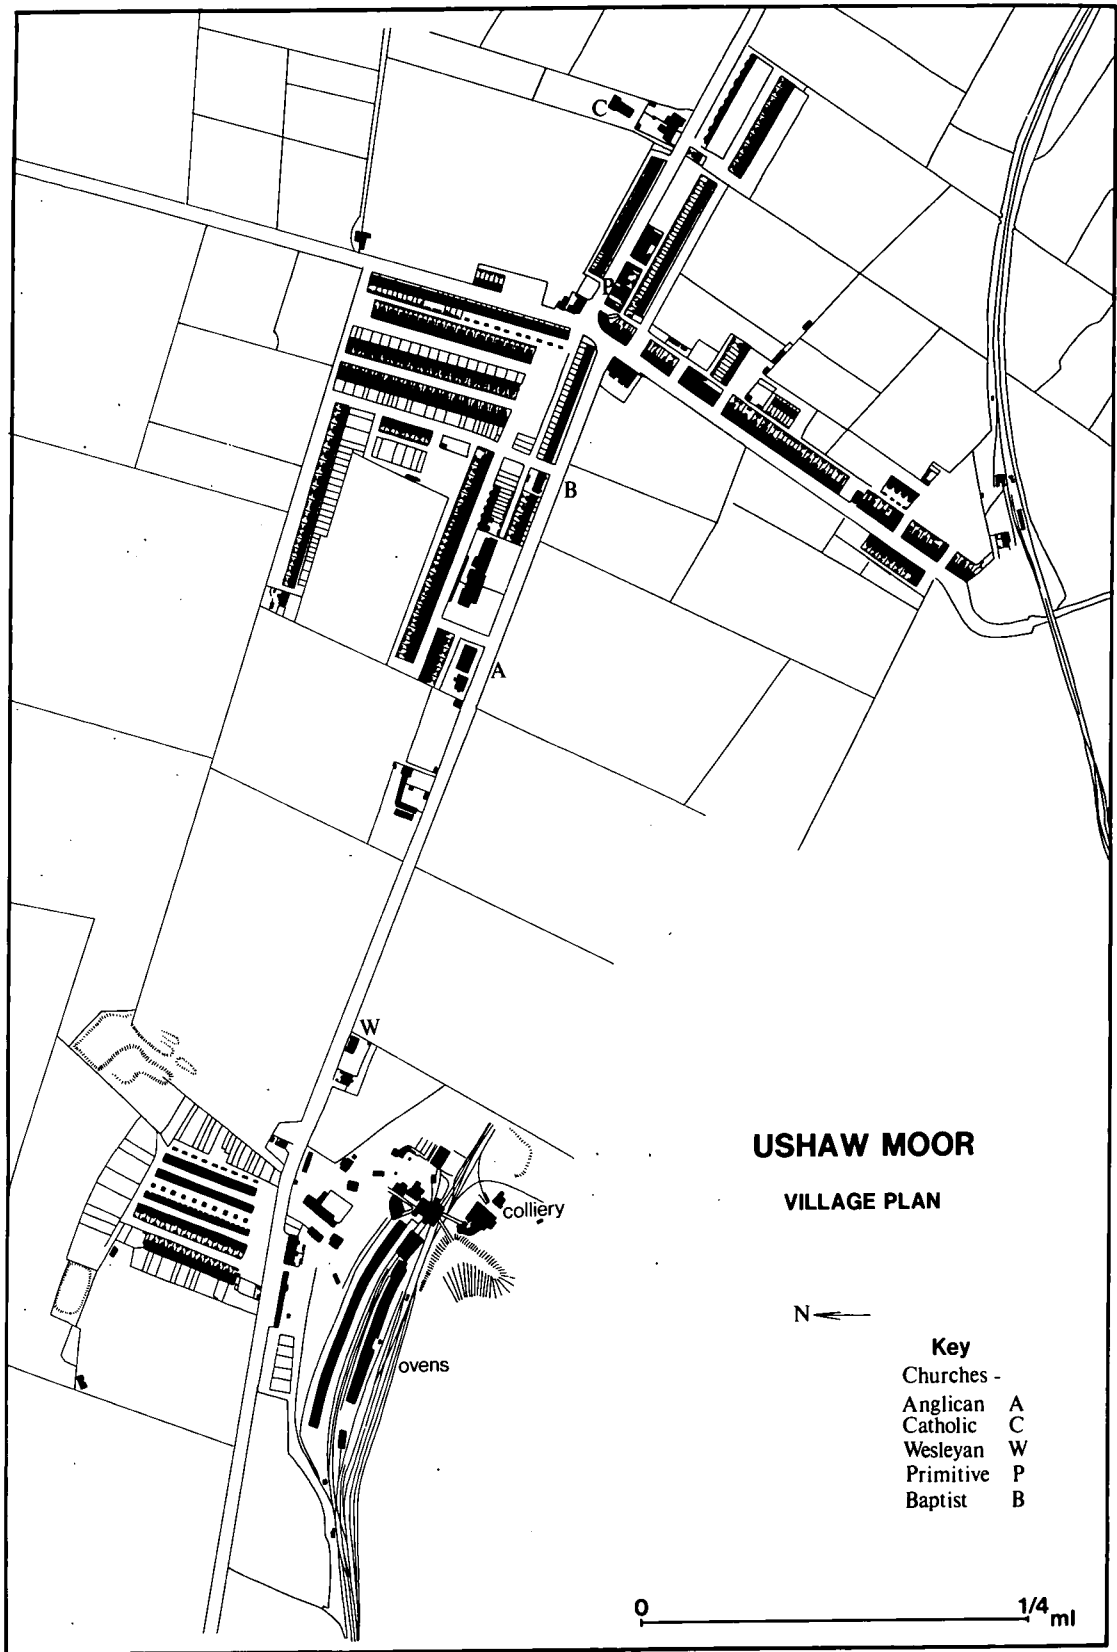 C
P
B
A
W
USHAW MOOR
VILLAGE PLAN
colliery
N
ovens
Key
Churches -
Anglican A
Catholic C
Wesleyan W
Primitive P
Baptist B
0 1/4 ml